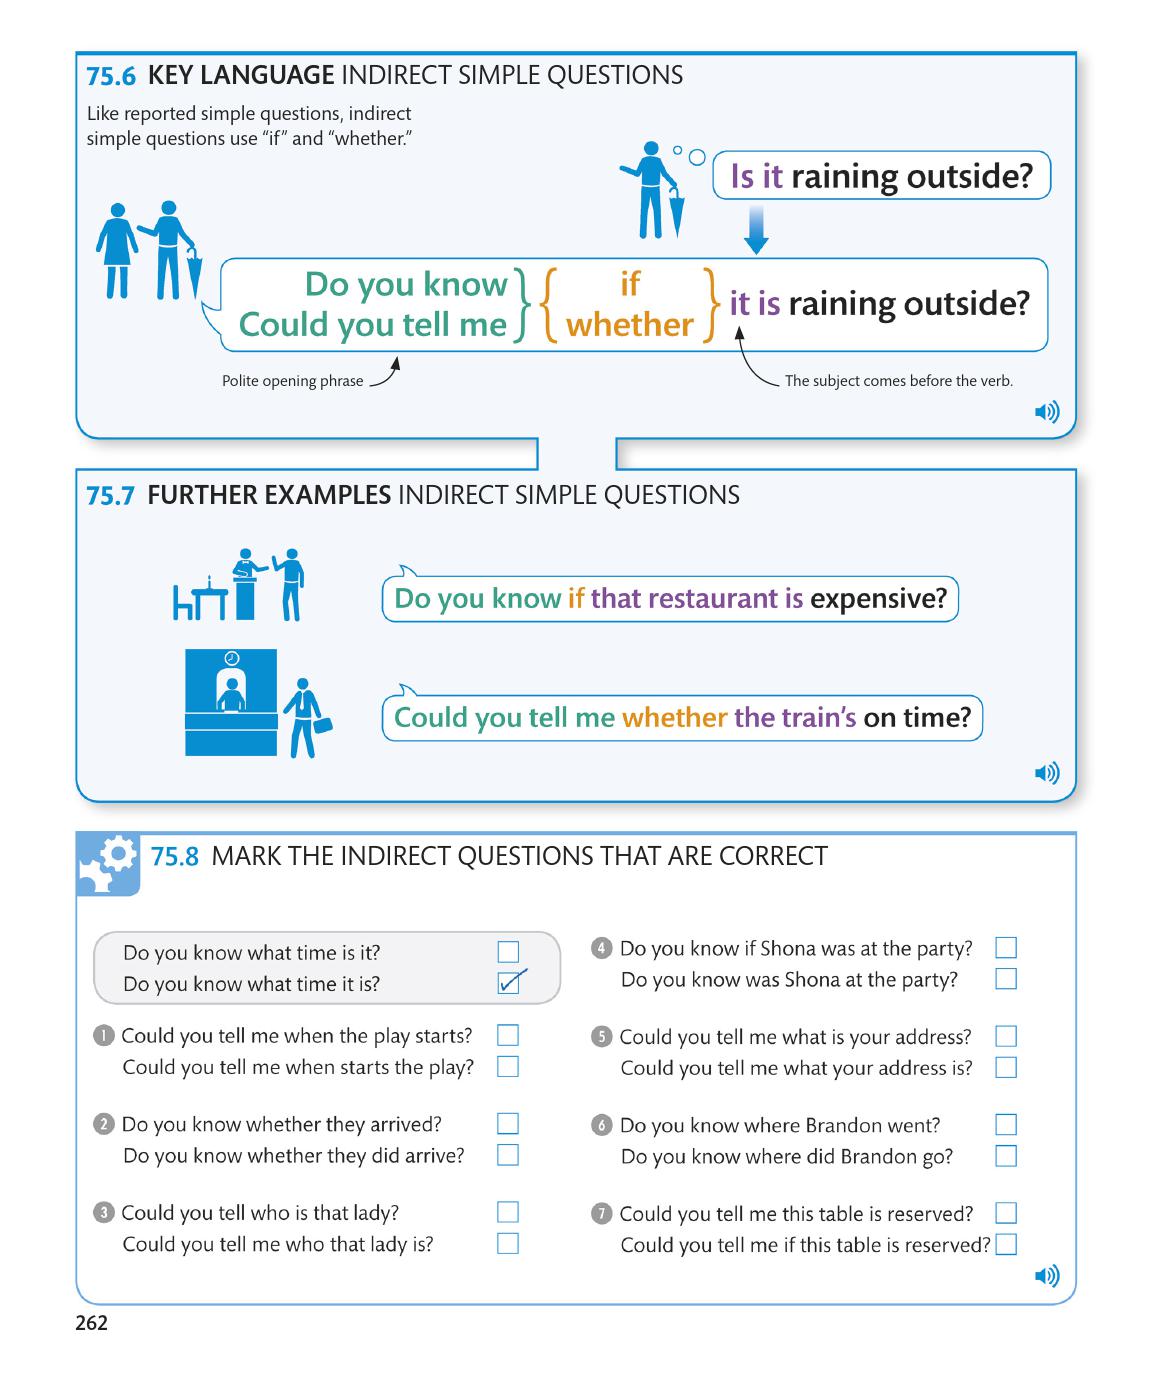 75.6 KEY LANGUAGE INDIRECT SIMPLE QUESTIONS
Like reported simple questions, indirect
simple questions use “if” and “whether.”
Is it raining outside?
Do you know
Could you tell me
if
whether
it is raining outside?
Polite opening phrase
The subject comes before the verb.
75.7 FURTHER EXAMPLES INDIRECT SIMPLE QUESTIONS
Do you know if that restaurant is expensive?
Could you tell me whether the train’s on time?
75.8 MARK THE INDIRECT QUESTIONS THAT ARE CORRECT
Do you know what time is it?
Do you know what time it is?
1 Could you tell me when the play starts?
Could you tell me when starts the play?
2 Do you know whether they arrived?
Do you know whether they did arrive?
3 Could you tell who is that lady?
Could you tell me who that lady is?
4 Do you know if Shona was at the party?
Do you know was Shona at the party?
5 Could you tell me what is your address?
Could you tell me what your address is?
6 Do you know where Brandon went?
Do you know where did Brandon go?
7 Could you tell me this table is reserved?
Could you tell me if this table is reserved?
262